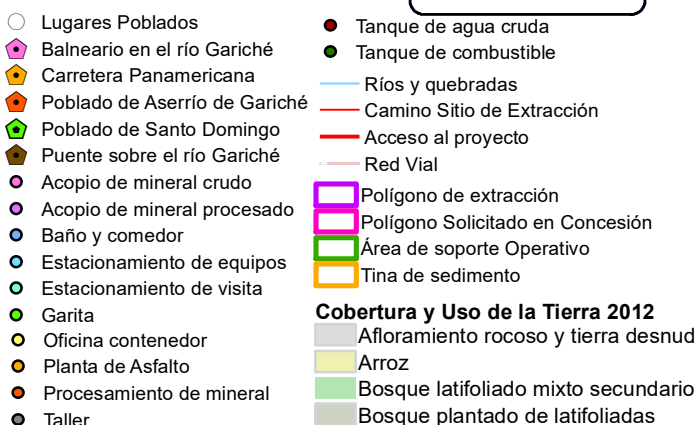 Lugares Poblados
Balneario en el río Gariché
Carretera Panamericana
Poblado de Aserrío de Gariché
Poblado de Santo Domingo
Puente sobre el río Gariché
Acopio de mineral crudo
Acopio de mineral procesado
Baño y comedor
Estacionamiento de equipos
Estacionamiento de visita
Garita
Oficina contenedor
Planta de Asfalto
Procesamiento de mineral
Taller
Tanque de agua cruda
Tanque de combustible
Ríos y quebradas
Camino Sitio de Extracción
Acceso al proyecto
Red Vial
Polígono de extracción
Polígono Solicitado en Concesión
Área de soporte Operativo
Tina de sedimento
Cobertura y Uso de la Tierra 2012
Afloramiento rocoso y tierra desnud
Arroz
Bosque latifoliado mixto secundario
Bosque plantado de latifoliadas